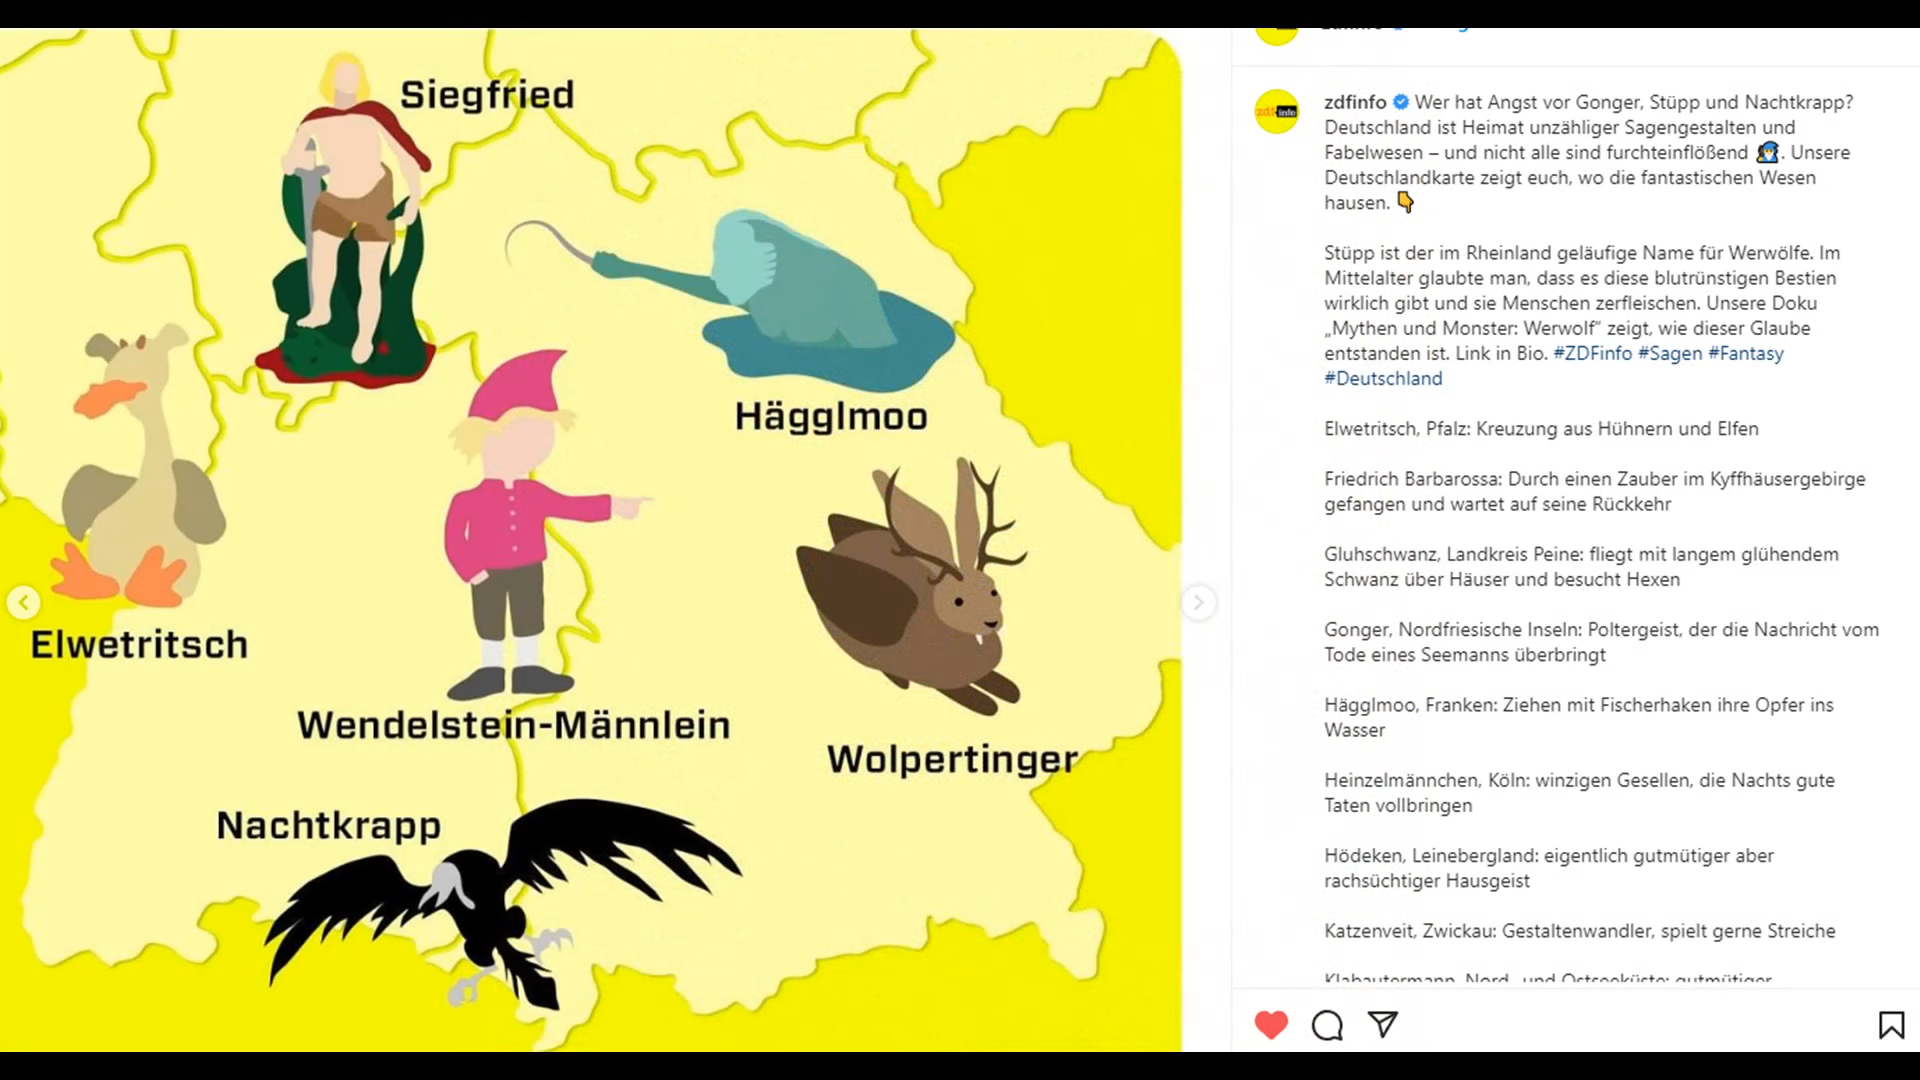 Siegfried
Hägglmoo
Elwetritsch
Wendelstein-Männlein
Wolpertinger
Nachtkrapp
zdfinfo Wer hat Angst vor Gonger, Stüpp und Nachtkrapp?
Deutschland ist Heimat unzähliger Sagengestalten und
Fabelwesen – und nicht alle sind furchteinflößend 🧙. Unsere
Deutschlandkarte zeigt euch, wo die fantastischen Wesen
hausen. 👇
Stüpp ist der im Rheinland geläufige Name für Werwölfe. Im
Mittelalter glaubte man, dass es diese blutrünstigen Bestien
wirklich gibt und sie Menschen zerfleischen. Unsere Doku
„Mythen und Monster: Werwolf“ zeigt, wie dieser Glaube
entstanden ist. Link in Bio. #ZDFinfo #Sagen #Fantasy
#Deutschland
Elwetritsch, Pfalz: Kreuzung aus Hühnern und Elfen
Friedrich Barbarossa: Durch einen Zauber im Kyffhäusergebirge
gefangen und wartet auf seine Rückkehr
Gluhschwanz, Landkreis Peine: fliegt mit langem glühendem
Schwanz über Häuser und besucht Hexen
Gonger, Nordfriesische Inseln: Poltergeist, der die Nachricht vom
Tode eines Seemanns überbringt
Hägglmoo, Franken: Ziehen mit Fischerhaken ihre Opfer ins
Wasser
Heinzelmännchen, Köln: winzigen Gesellen, die Nachts gute
Taten vollbringen
Hödeken, Leinebergland: eigentlich gutmütiger aber
rachsüchtiger Hausgeist
Katzenveit, Zwickau: Gestaltenwandler, spielt gerne Streiche
Klabautermann, Nord- und Ostseeküste: gutmütiger